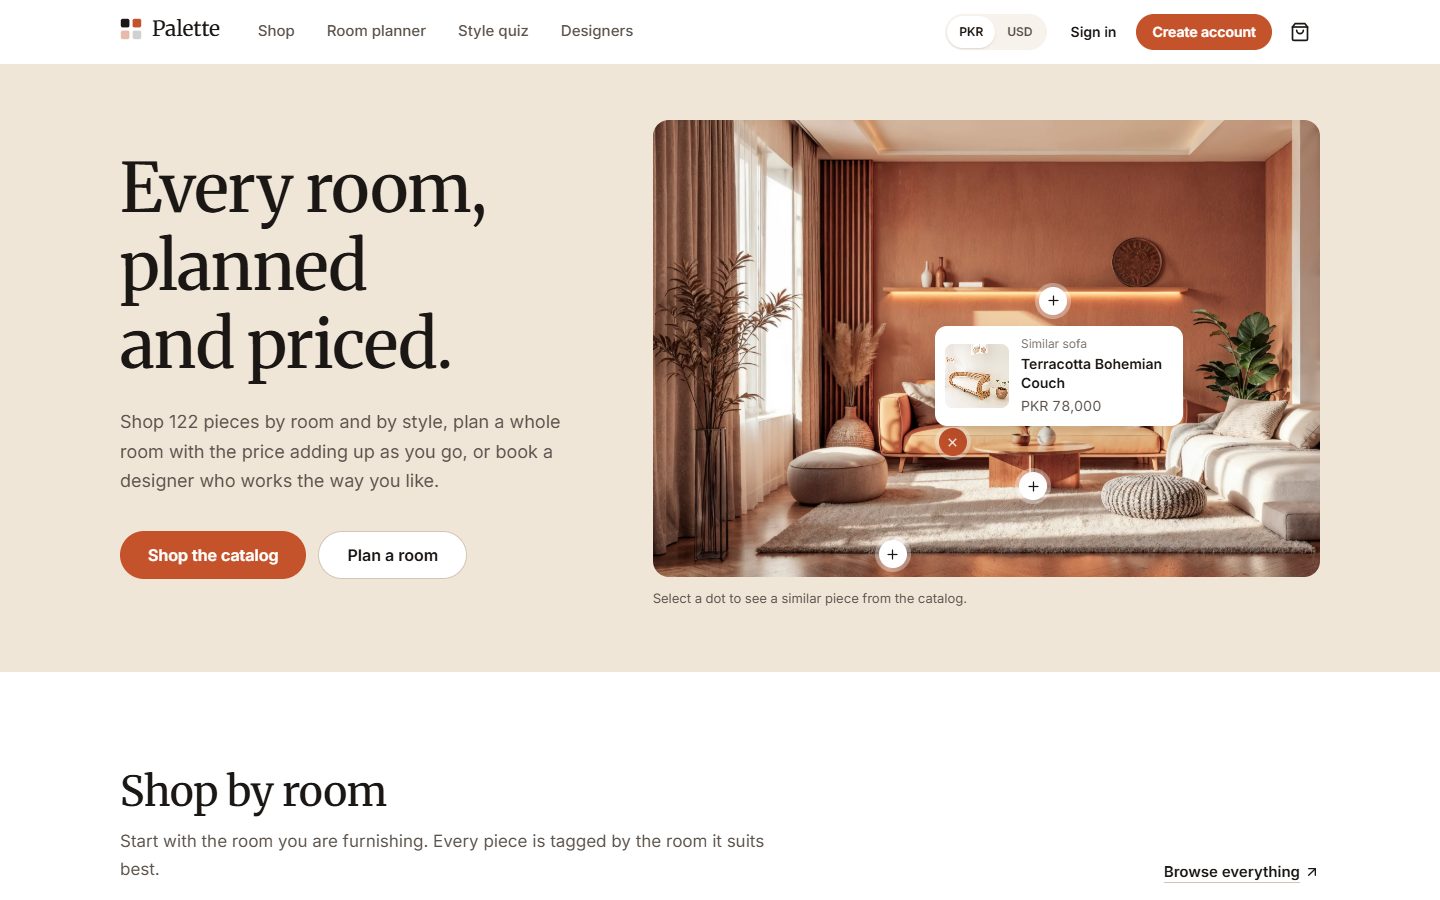 Palette
Shop
Room planner
Style quiz
Designers
PKR
USD
Sign in
Create account
Every room,
planned
and priced.
Shop 122 pieces by room and by style, plan a whole
room with the price adding up as you go, or book a
designer who works the way you like.
Shop the catalog
Plan a room
Similar sofa
Terracotta Bohemian
Couch
PKR 78,000
Select a dot to see a similar piece from the catalog.
Shop by room
Start with the room you are furnishing. Every piece is tagged by the room it suits
best.
Browse everything